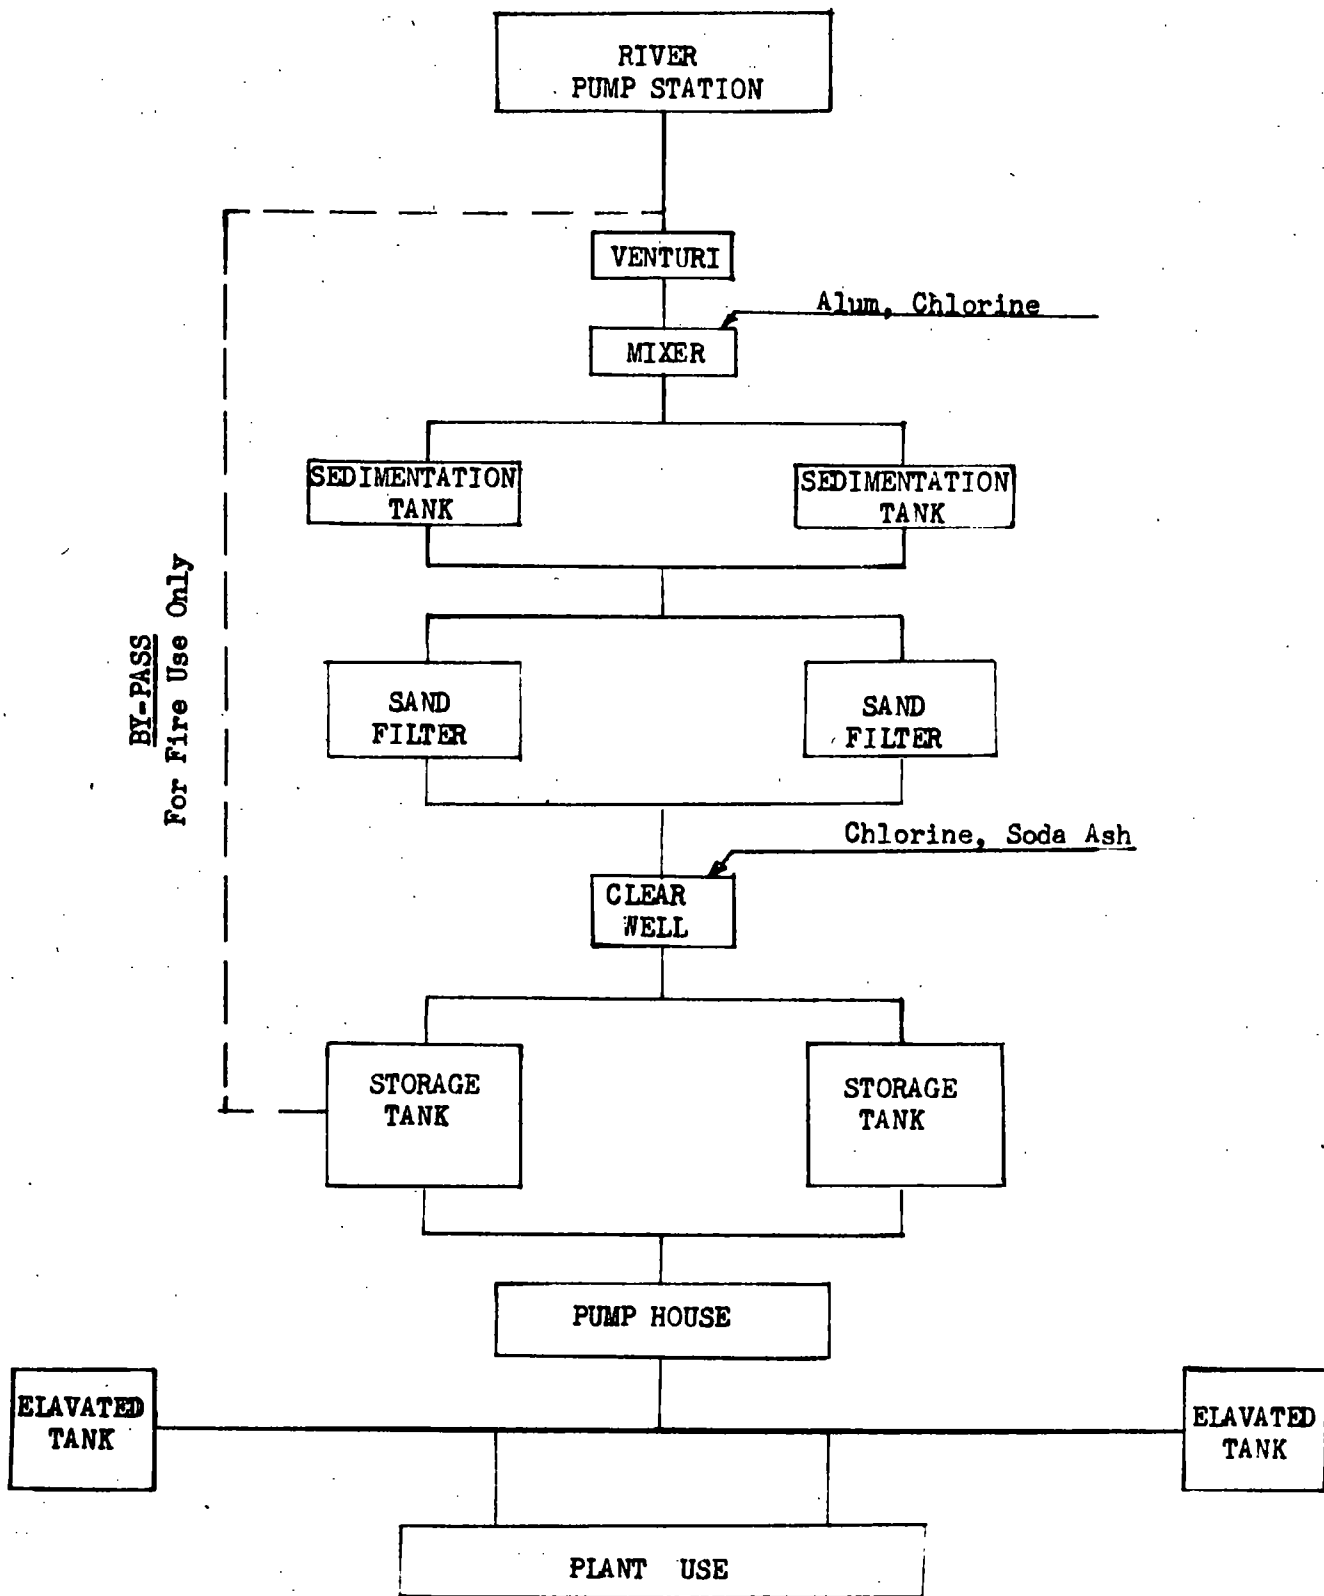 RIVER
PUMP STATION
VENTURI
Alum, Chlorine
MIXER
SEDIMENTATION
TANK
SEDIMENTATION
TANK
BY-PASS
For Fire Use Only
SAND
FILTER
SAND
FILTER
Chlorine, Soda Ash
CLEAR
WELL
STORAGE
TANK
STORAGE
TANK
PUMP HOUSE
ELAVATED
TANK
ELAVATED
TANK
PLANT USE